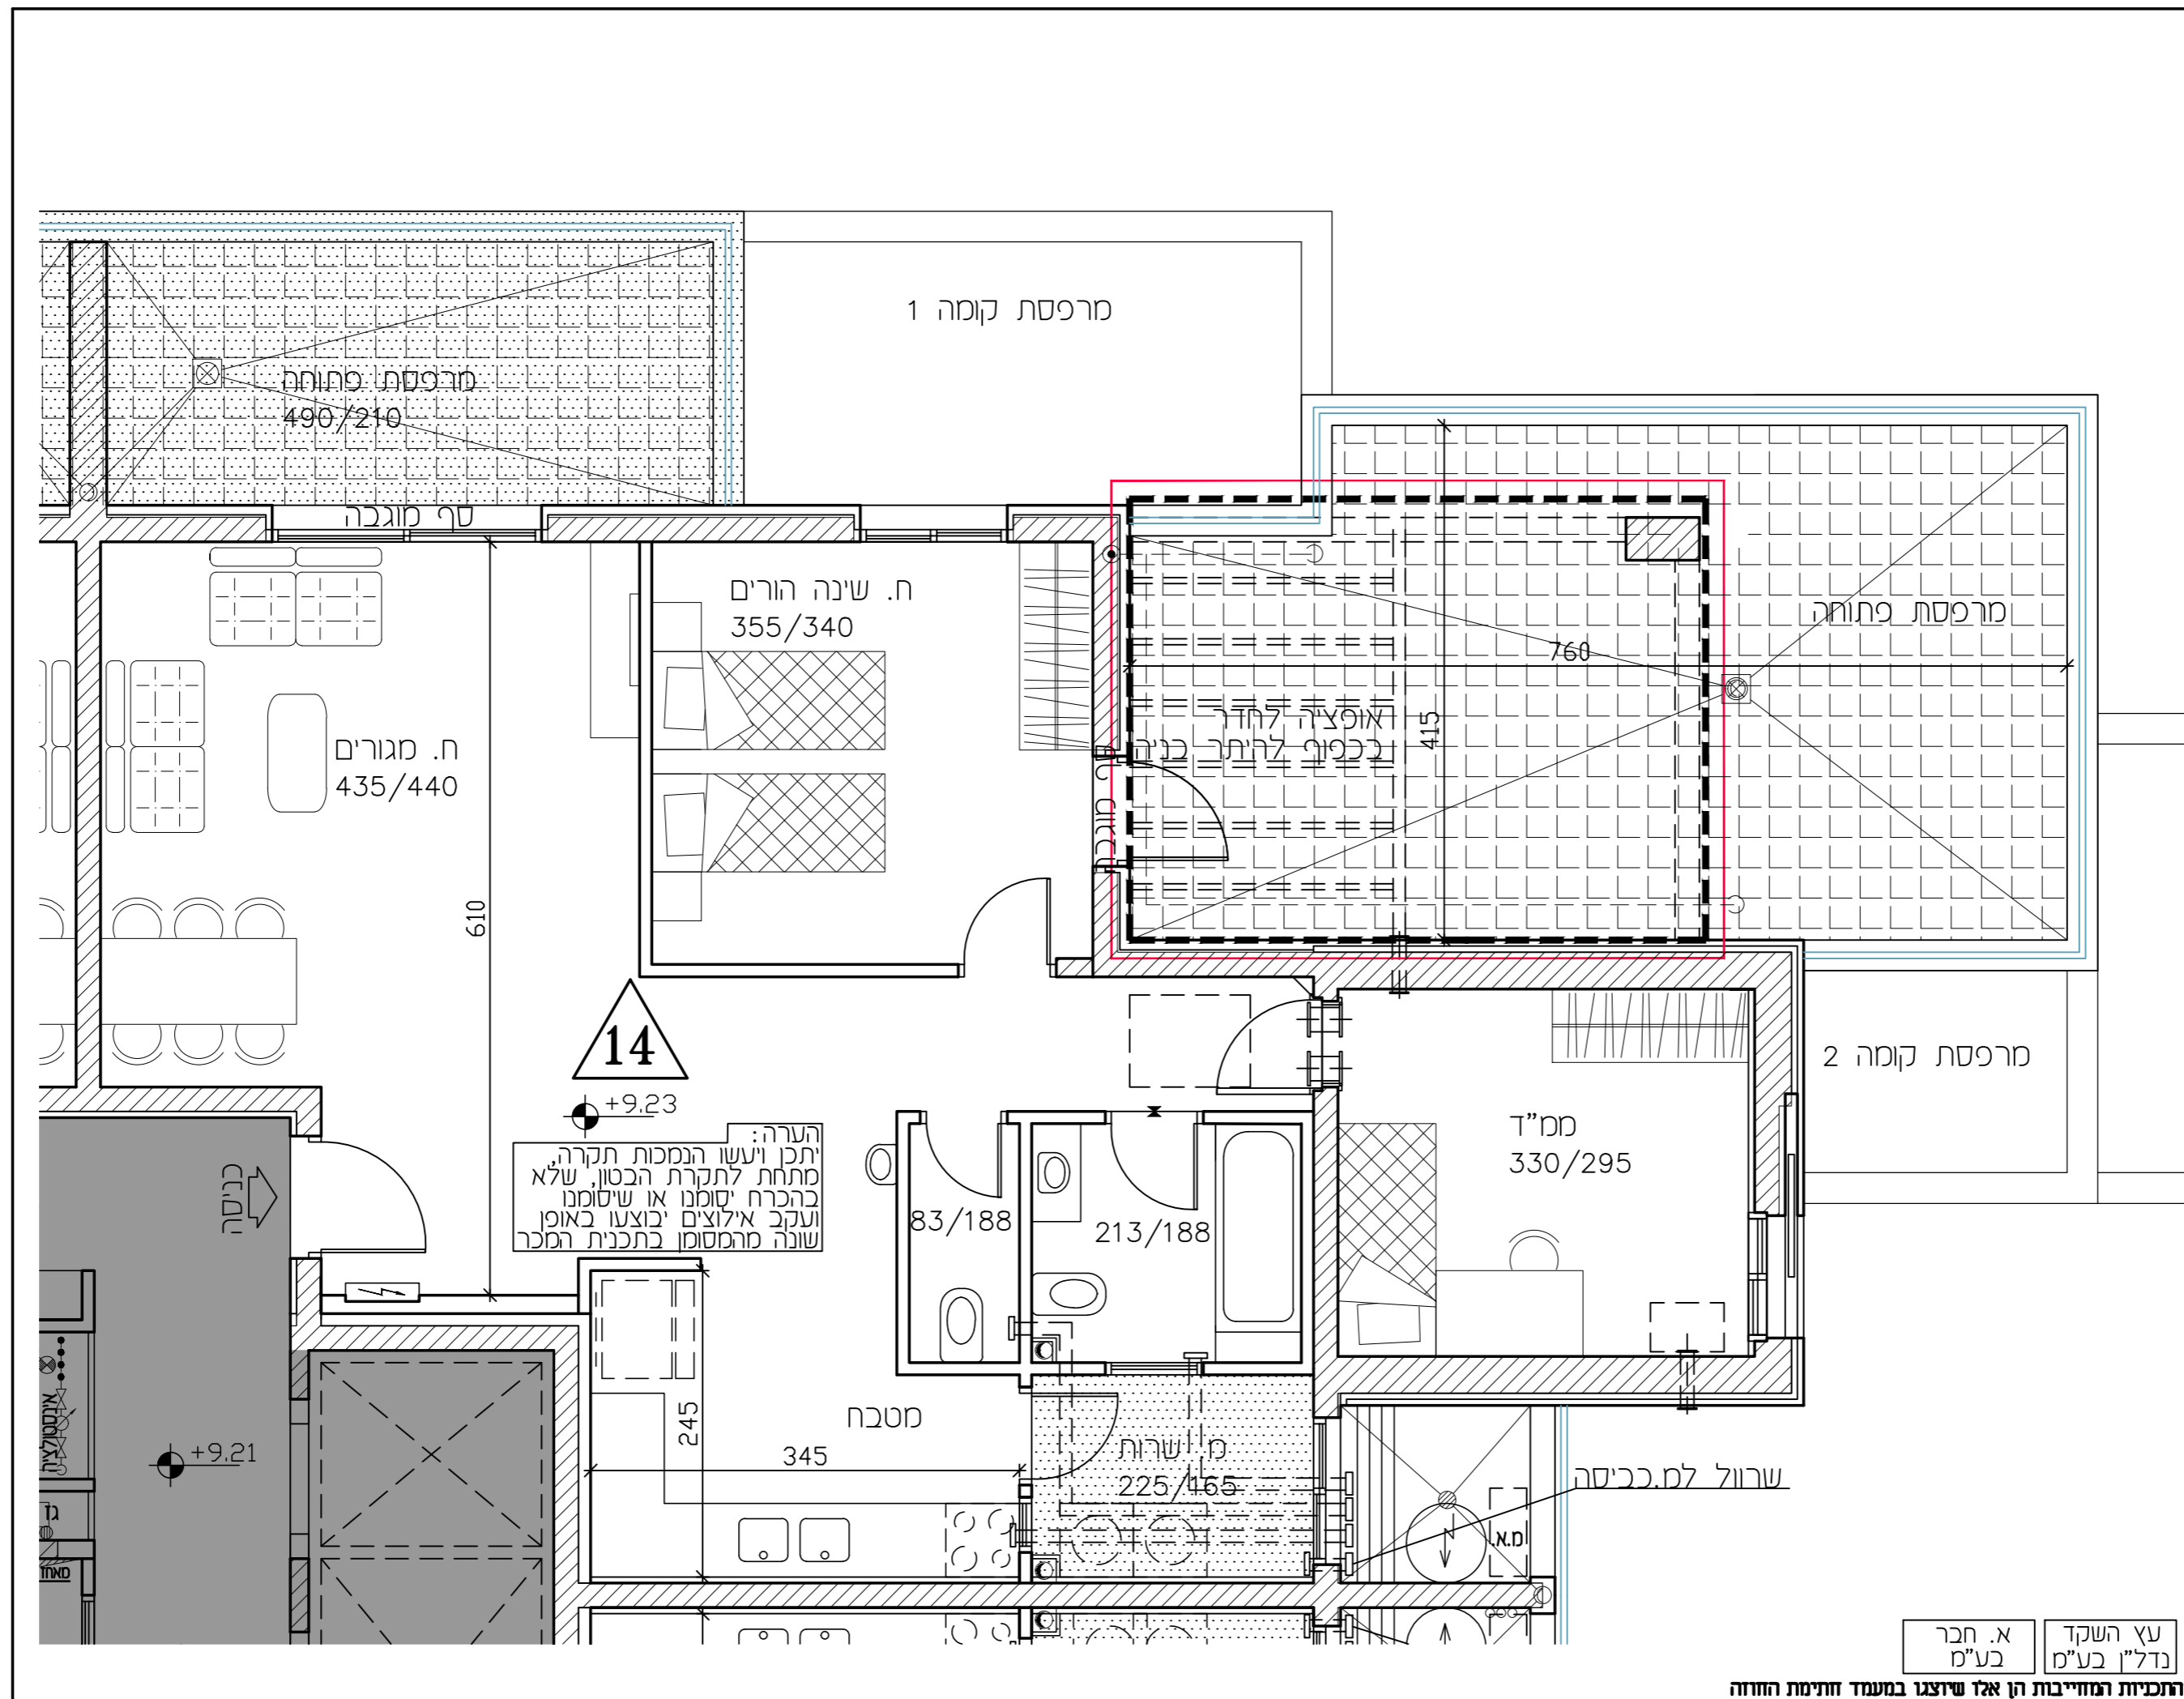 מרפסת קומה 1
מרפסת פתוחה
490/210
סף מוגבה
ח. שינה הורים
355/340
מרפסת פתוחה
760
415
אופציה לחדר
בכפוף להיתר בניה
סף מוגבה
ח. מגורים
435/440
610
14
+9.23
הערה:
יתכן ויעשו הנמכות תקרה,
מתחת לתקרת הבטון, שלא
בהכרח יסומנו או שיסומנו
ועקב אילוצים יבוצעו באופן
שונה מהמסומן בתכנית המכר
כניסה
83/188
213/188
ממ"ד
330/295
מרפסת קומה 2
מטבח
345
245
מ. שרות
225/165
שרוול למ.כביסה
מ.א.
+9.21
אינסטלציה
גז
מאחז
א. חבר
בע"מ
עץ השקד
נדל"ן בע"מ
התכניות המחייבות הן אלו שיוצגו במעמד חתימת החוזה